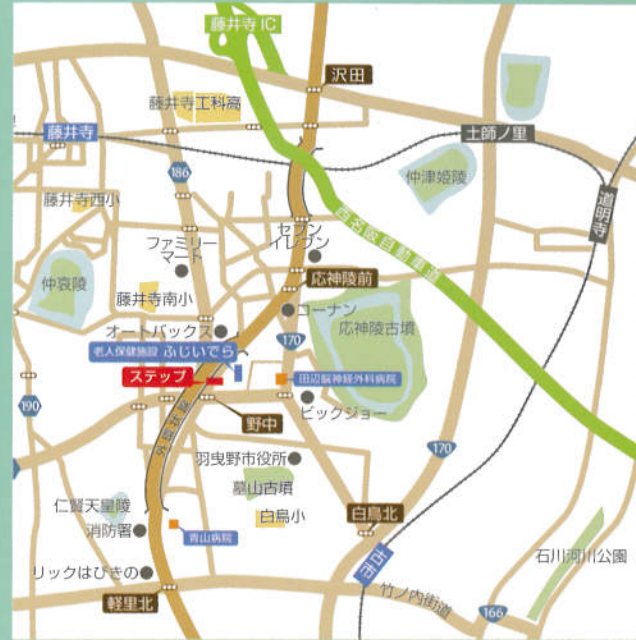 藤井寺 IC
沢田
藤井寺工科高
藤井寺
土師ノ里
186
仲津姫陵
道明寺
藤井寺西小
セブン
イレブン
西名阪自動車道
ファミリー
マート
応神陵前
仲哀陵
藤井寺南小
コーナン
応神陵古墳
オートバックス
170
老人保健施設 ふじいでら
ステップ
田辺脳神経外科病院
190
ビックジョー
野中
外環状線
170
羽曳野市役所
墓山古墳
仁賢天皇陵
白鳥小
白鳥北
消防署
青山病院
古市
石川河川公園
リックはびきの
竹ノ内街道
軽里北
166